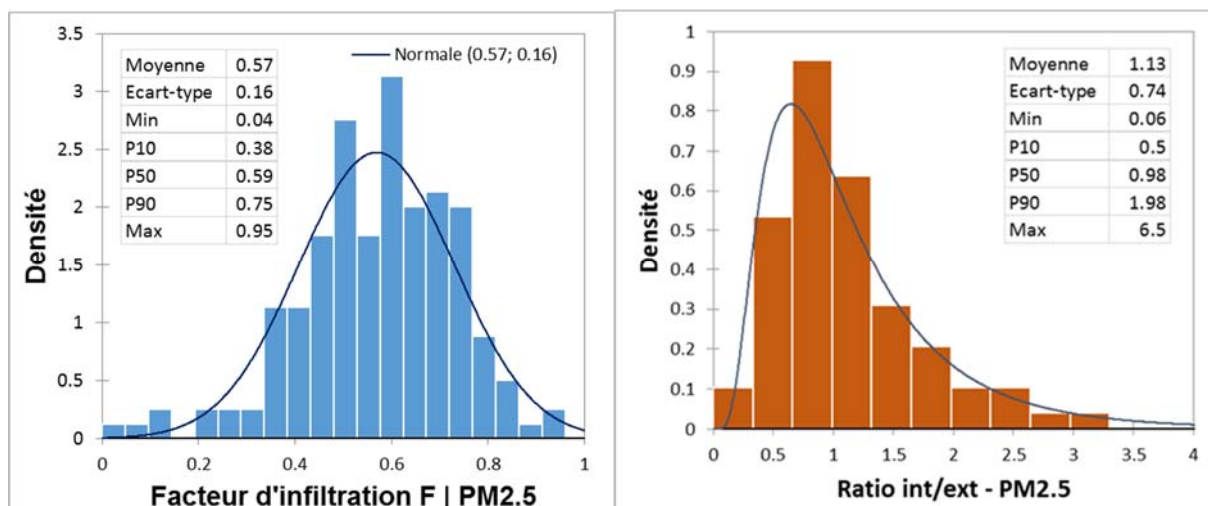 3.5
3
2.5
2
1.5
1
0.5
0
Densité
Moyenne 0.57
Ecart-type 0.16
Min 0.04
P10 0.38
P50 0.59
P90 0.75
Max 0.95
Normale (0.57; 0.16)
0 0.2 0.4 0.6 0.8 1
Facteur d'infiltration F | PM2.5
1
0.9
0.8
0.7
0.6
0.5
0.4
0.3
0.2
0.1
0
Densité
Moyenne 1.13
Ecart-type 0.74
Min 0.06
P10 0.5
P50 0.98
P90 1.98
Max 6.5
0 0.5 1 1.5 2 2.5 3 3.5 4
Ratio int/ext - PM2.5